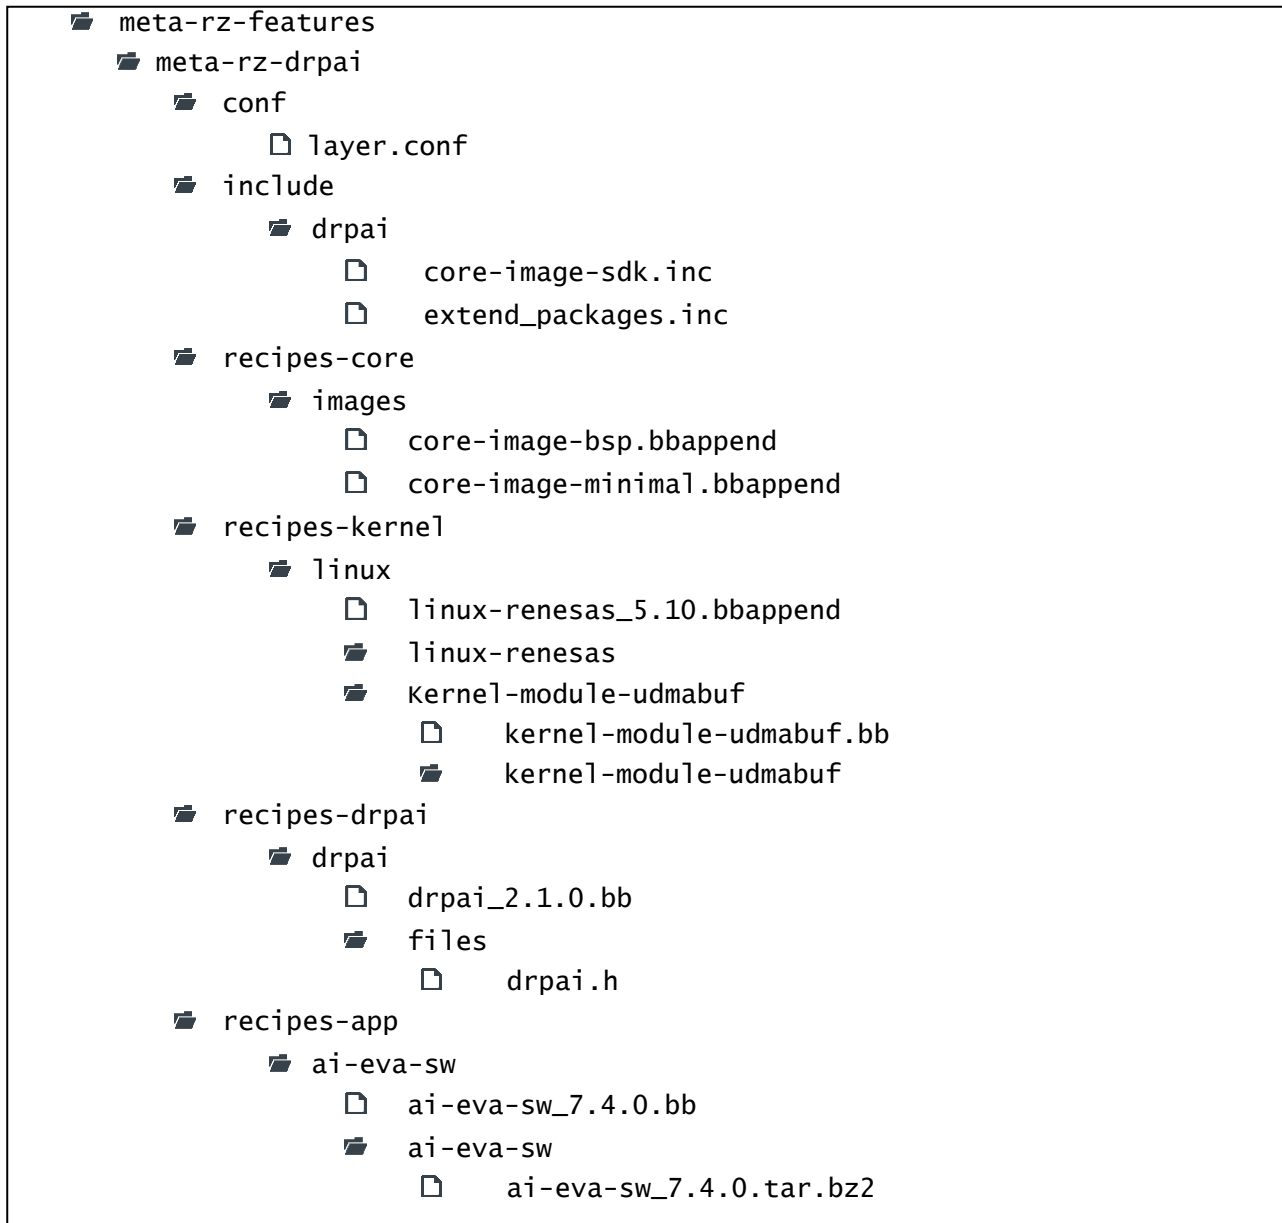 meta-rz-features
meta-rz-drpai
conf
layer.conf
include
drpai
core-image-sdk.inc
extend_packages.inc
recipes-core
images
core-image-bsp.bbappend
core-image-minimal.bbappend
recipes-kernel
linux
linux-renesas_5.10.bbappend
linux-renesas
Kernel-module-udmabuf
kernel-module-udmabuf.bb
kernel-module-udmabuf
recipes-drpai
drpai
drpai_2.1.0.bb
files
drpai.h
recipes-app
ai-eva-sw
ai-eva-sw_7.4.0.bb
ai-eva-sw
ai-eva-sw_7.4.0.tar.bz2